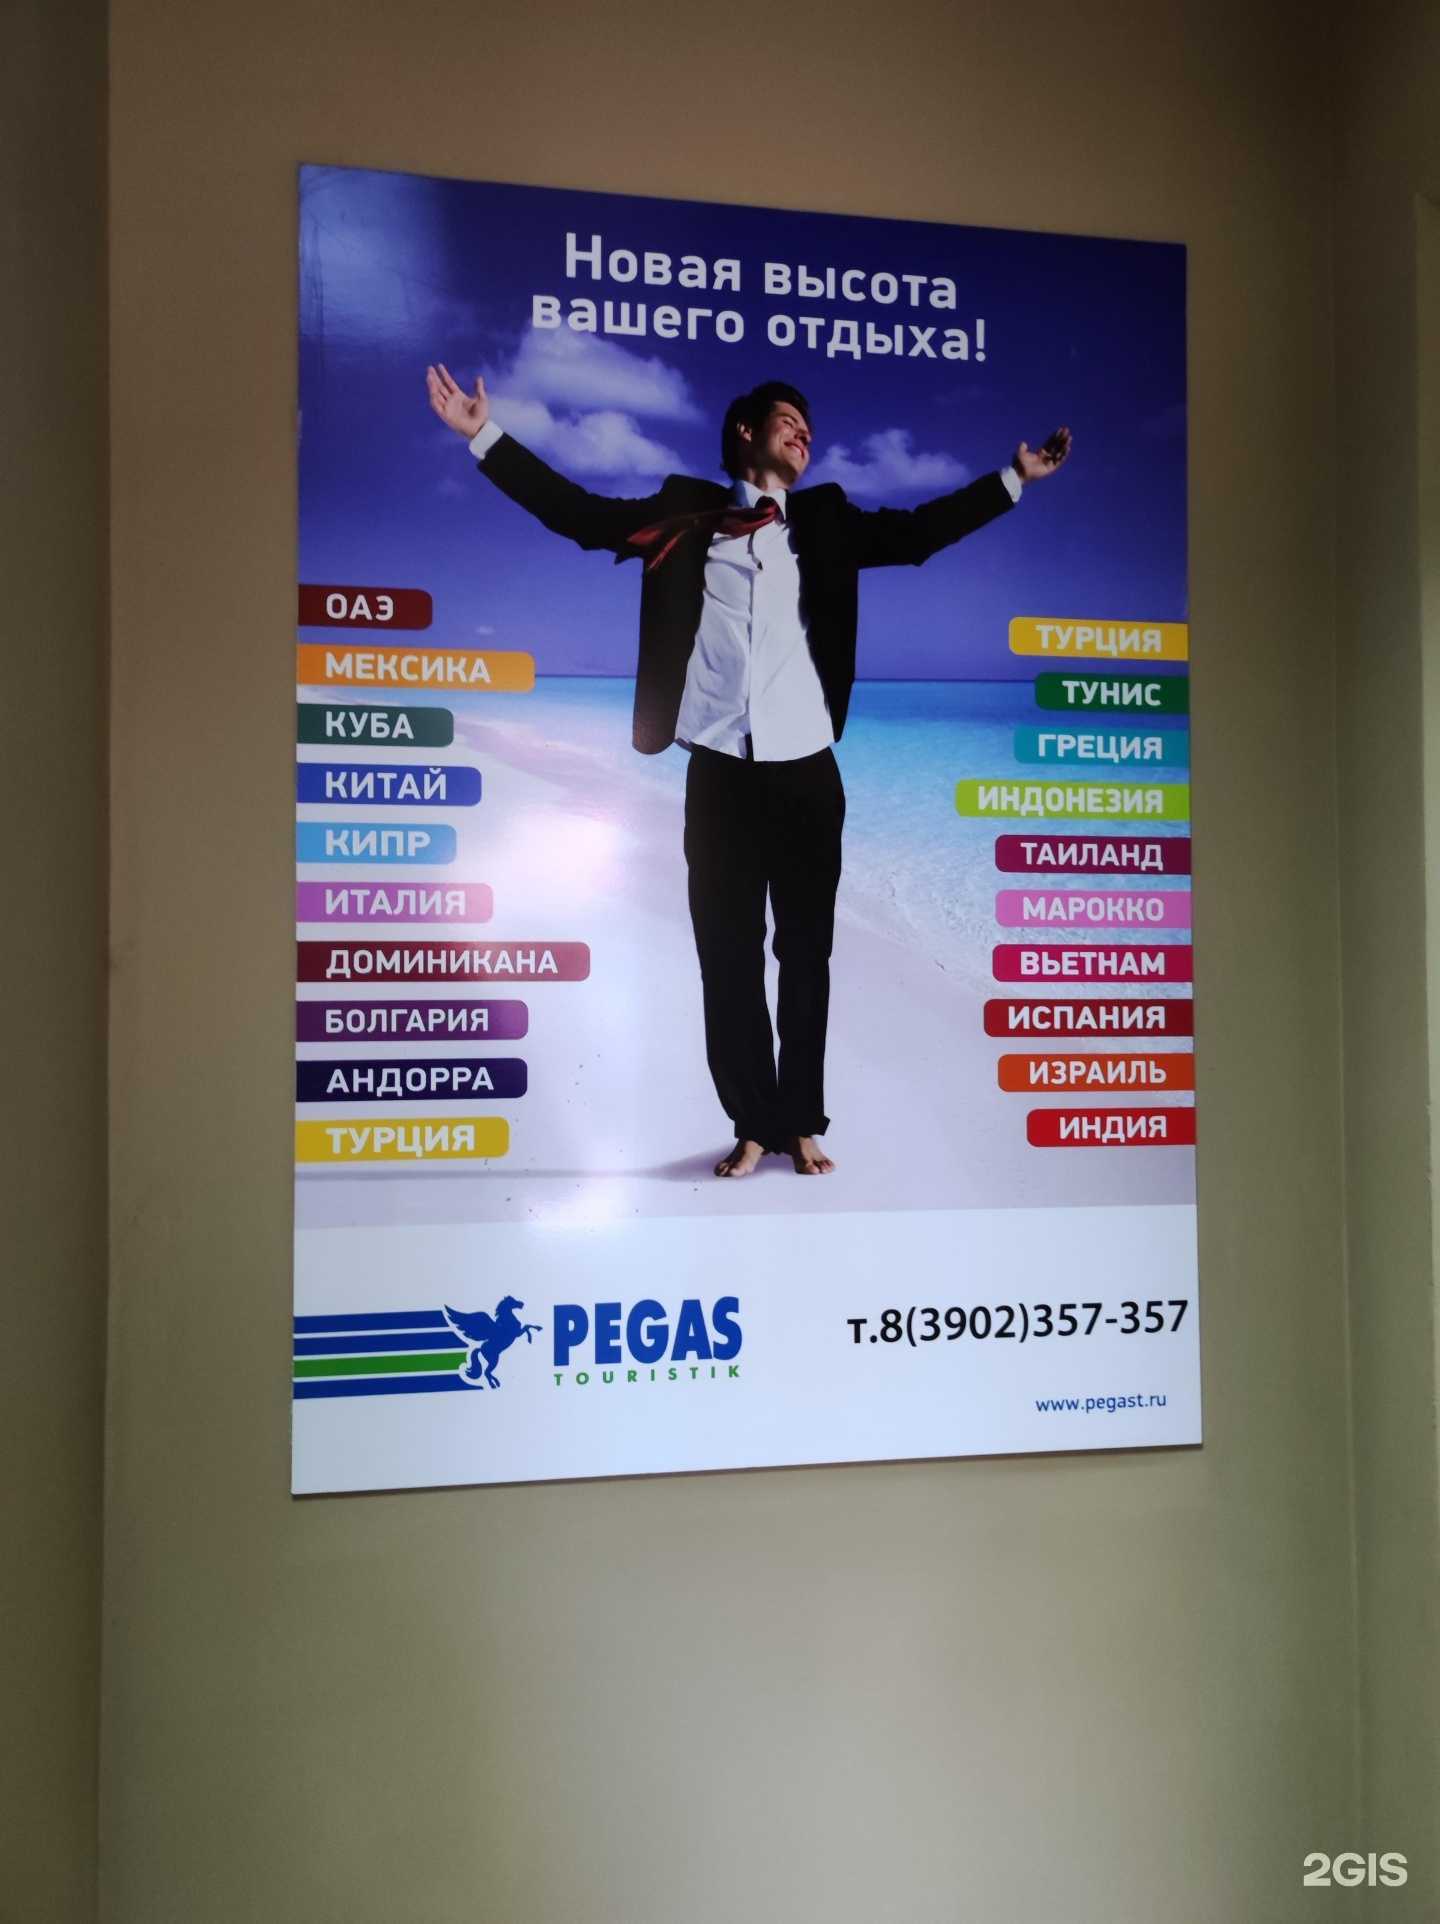 Новая высота
вашего отдыха!
ОАЭ
МЕКСИКА
КУБА
КИТАЙ
КИПР
ИТАЛИЯ
ДОМИНИКАНА
БОЛГАРИЯ
АНДОРРА
ТУРЦИЯ
ТУРЦИЯ
ТУНИС
ГРЕЦИЯ
ИНДОНЕЗИЯ
ТАИЛАНД
МАРОККО
ВЬЕТНАМ
ИСПАНИЯ
ИЗРАИЛЬ
ИНДИЯ
PEGAS
TOURISTIK
т.8(3902)357-357
www.pegast.ru
2GIS